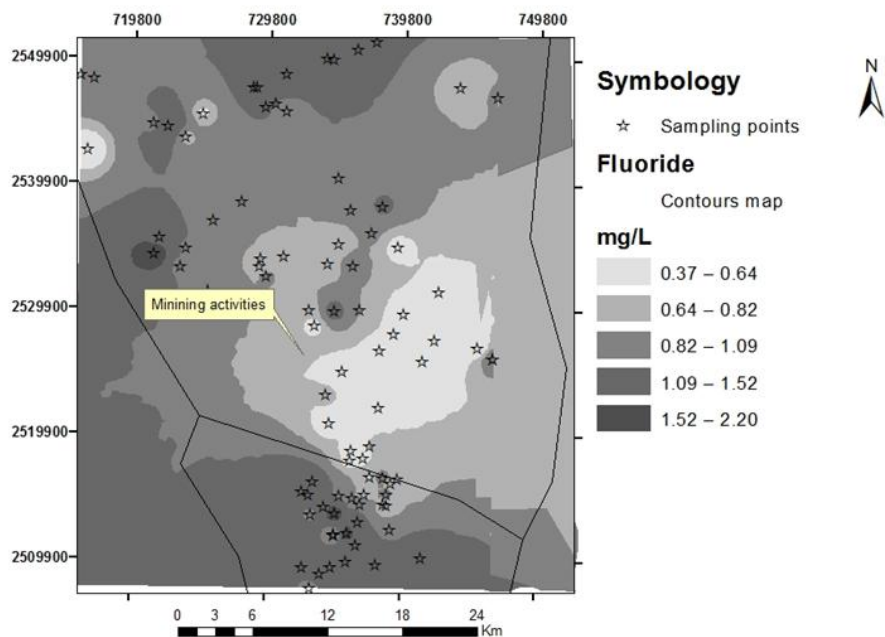 719800 729800 739800 749800
2549900
2539900
2529900
2519900
2509900
Minining activities
N
Symbology
Sampling points
Fluoride
Contours map
mg/L
0.37 – 0.64
0.64 – 0.82
0.82 – 1.09
1.09 – 1.52
1.52 – 2.20
0 3 6 12 18 24
Km